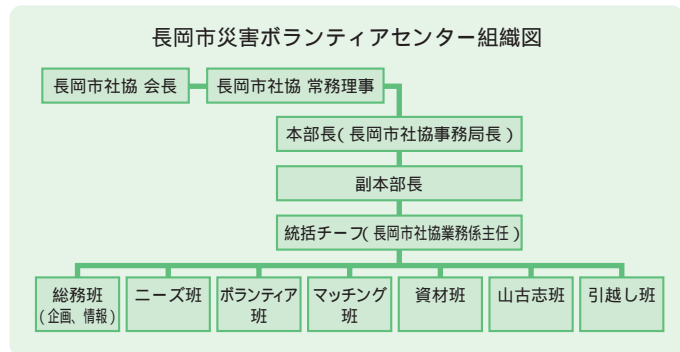 長岡市災害ボランティアセンター組織図
長岡市社協 会長
長岡市社協 常務理事
本部長(長岡市社協事務局長)
副本部長
統括チーフ(長岡市社協業務係主任)
総務班
(企画、情報)
ニーズ班
ボランティア
班
マッチング
班
資材班
山古志班
引越し班